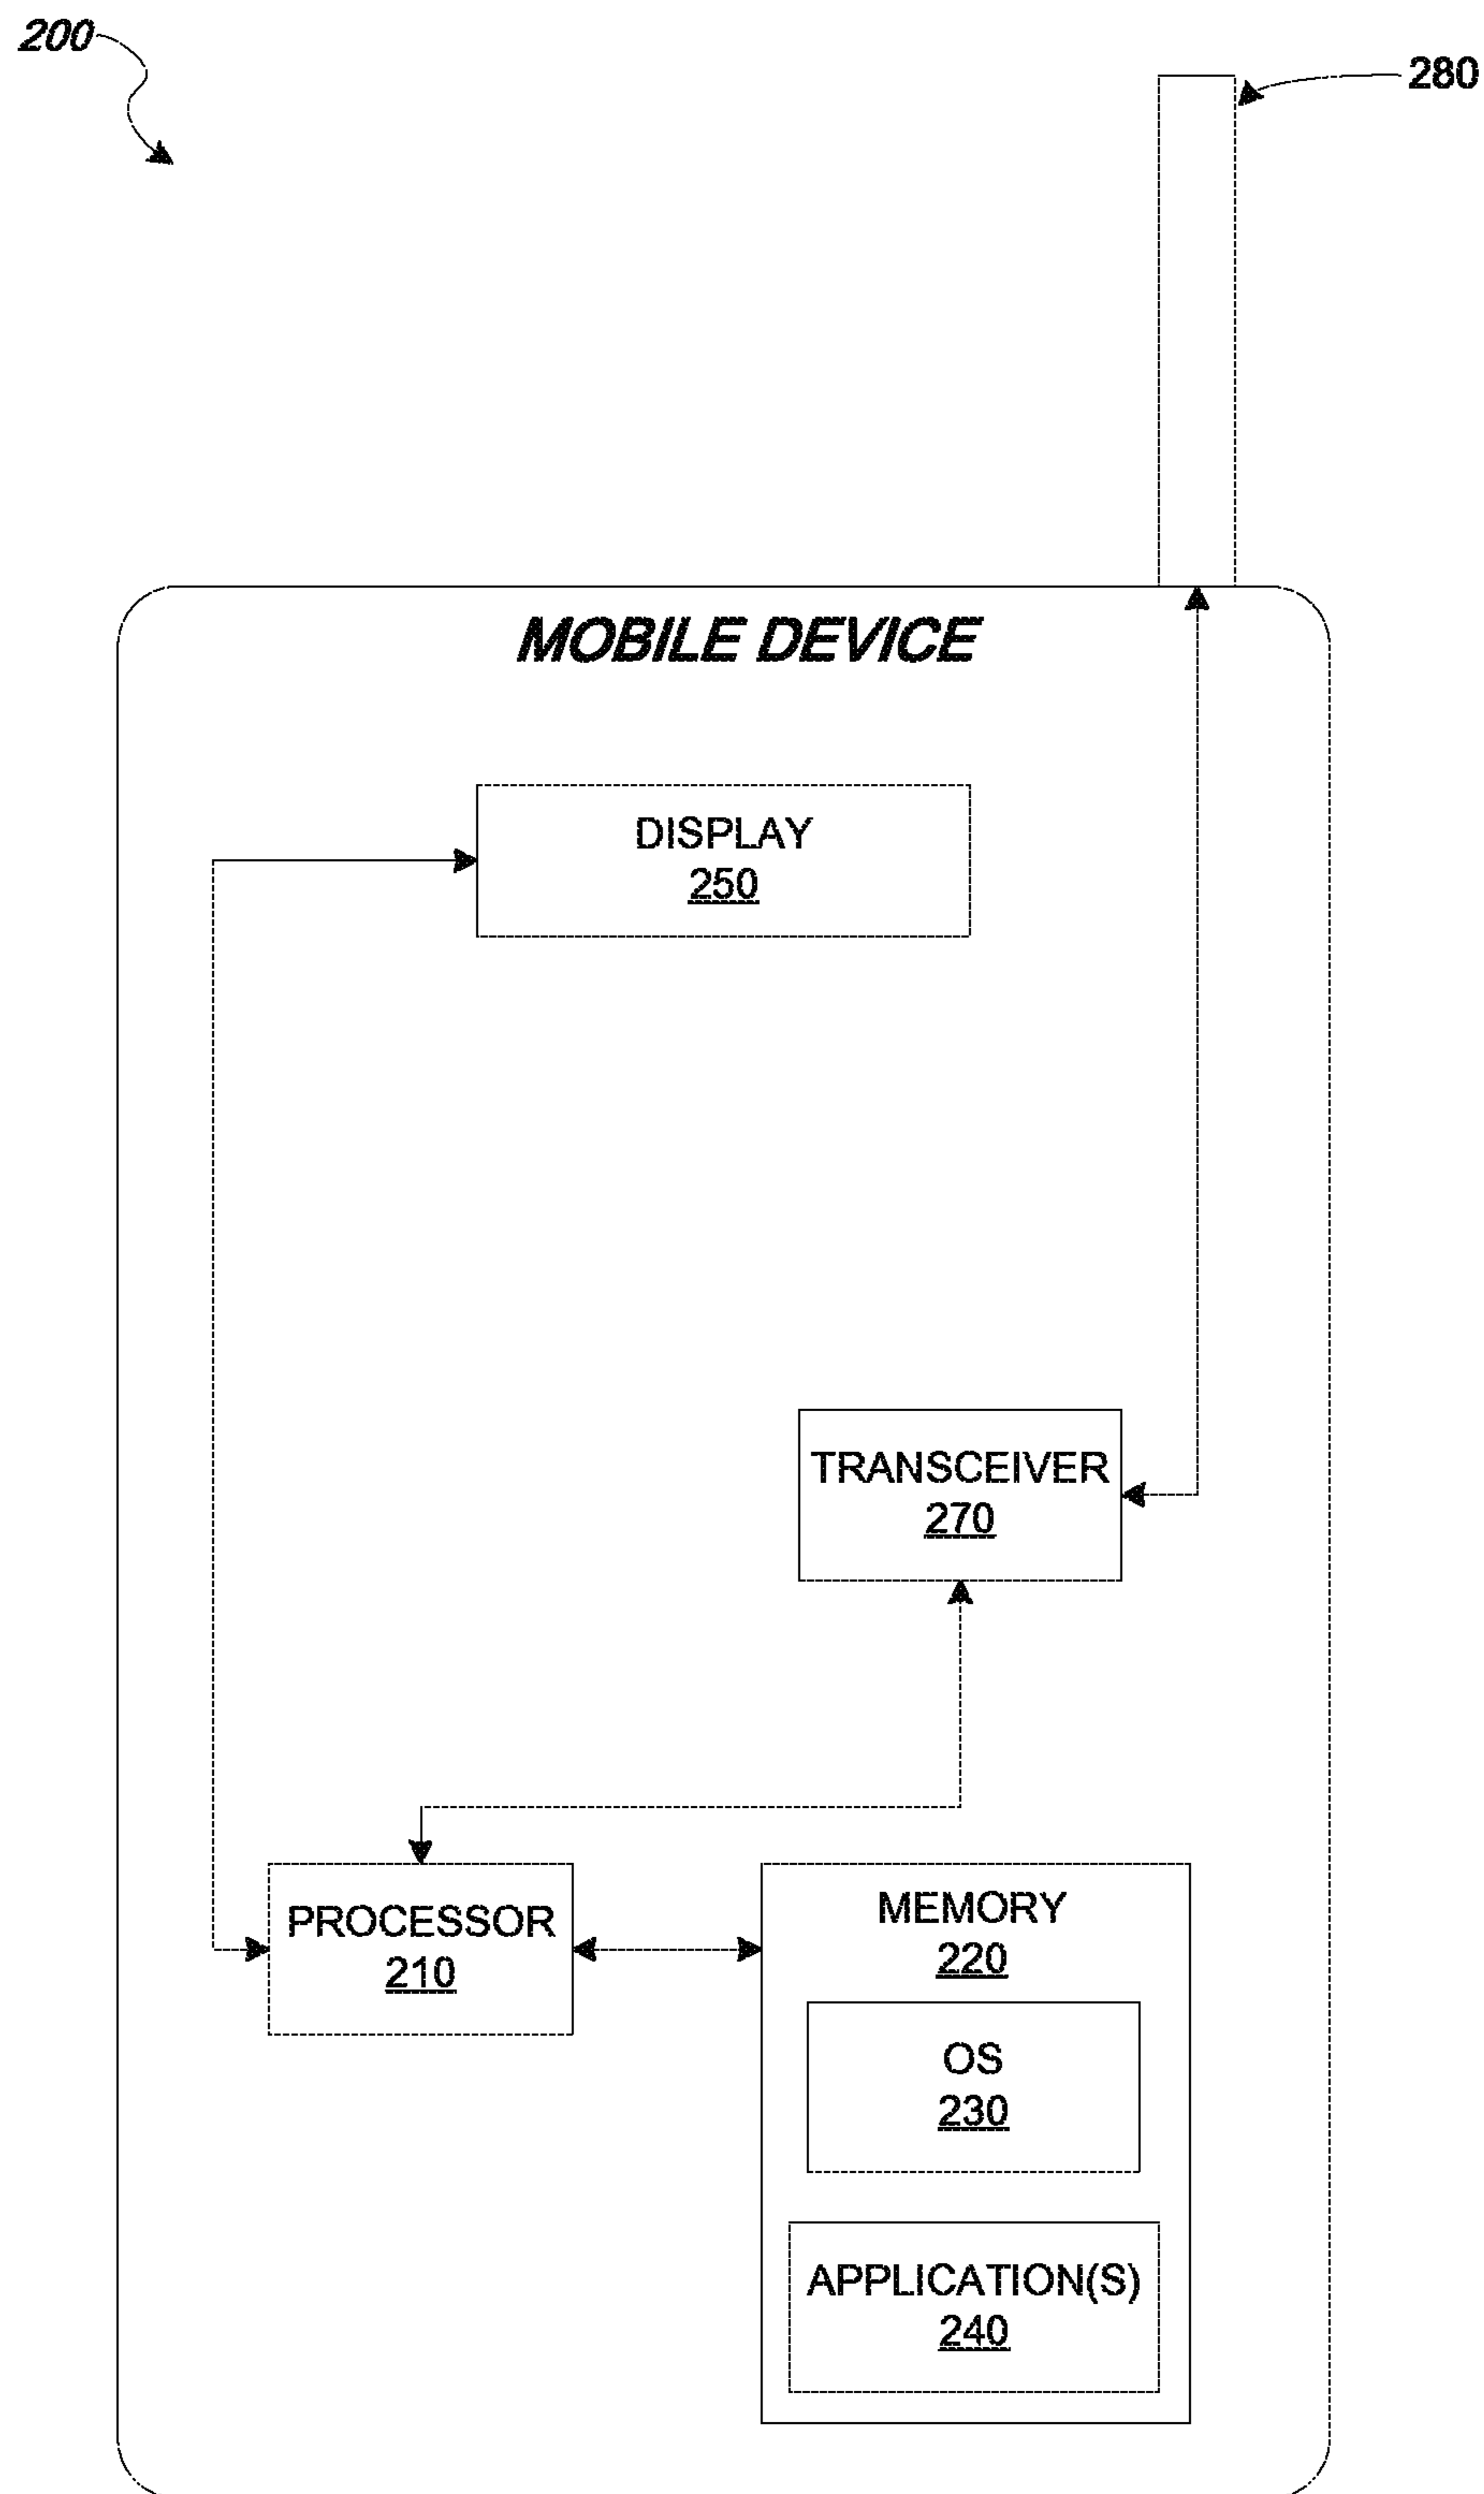 200
280
MOBILE DEVICE
DISPLAY
250
TRANSCEIVER
270
PROCESSOR
210
MEMORY
220
OS
230
APPLICATION(S)
240